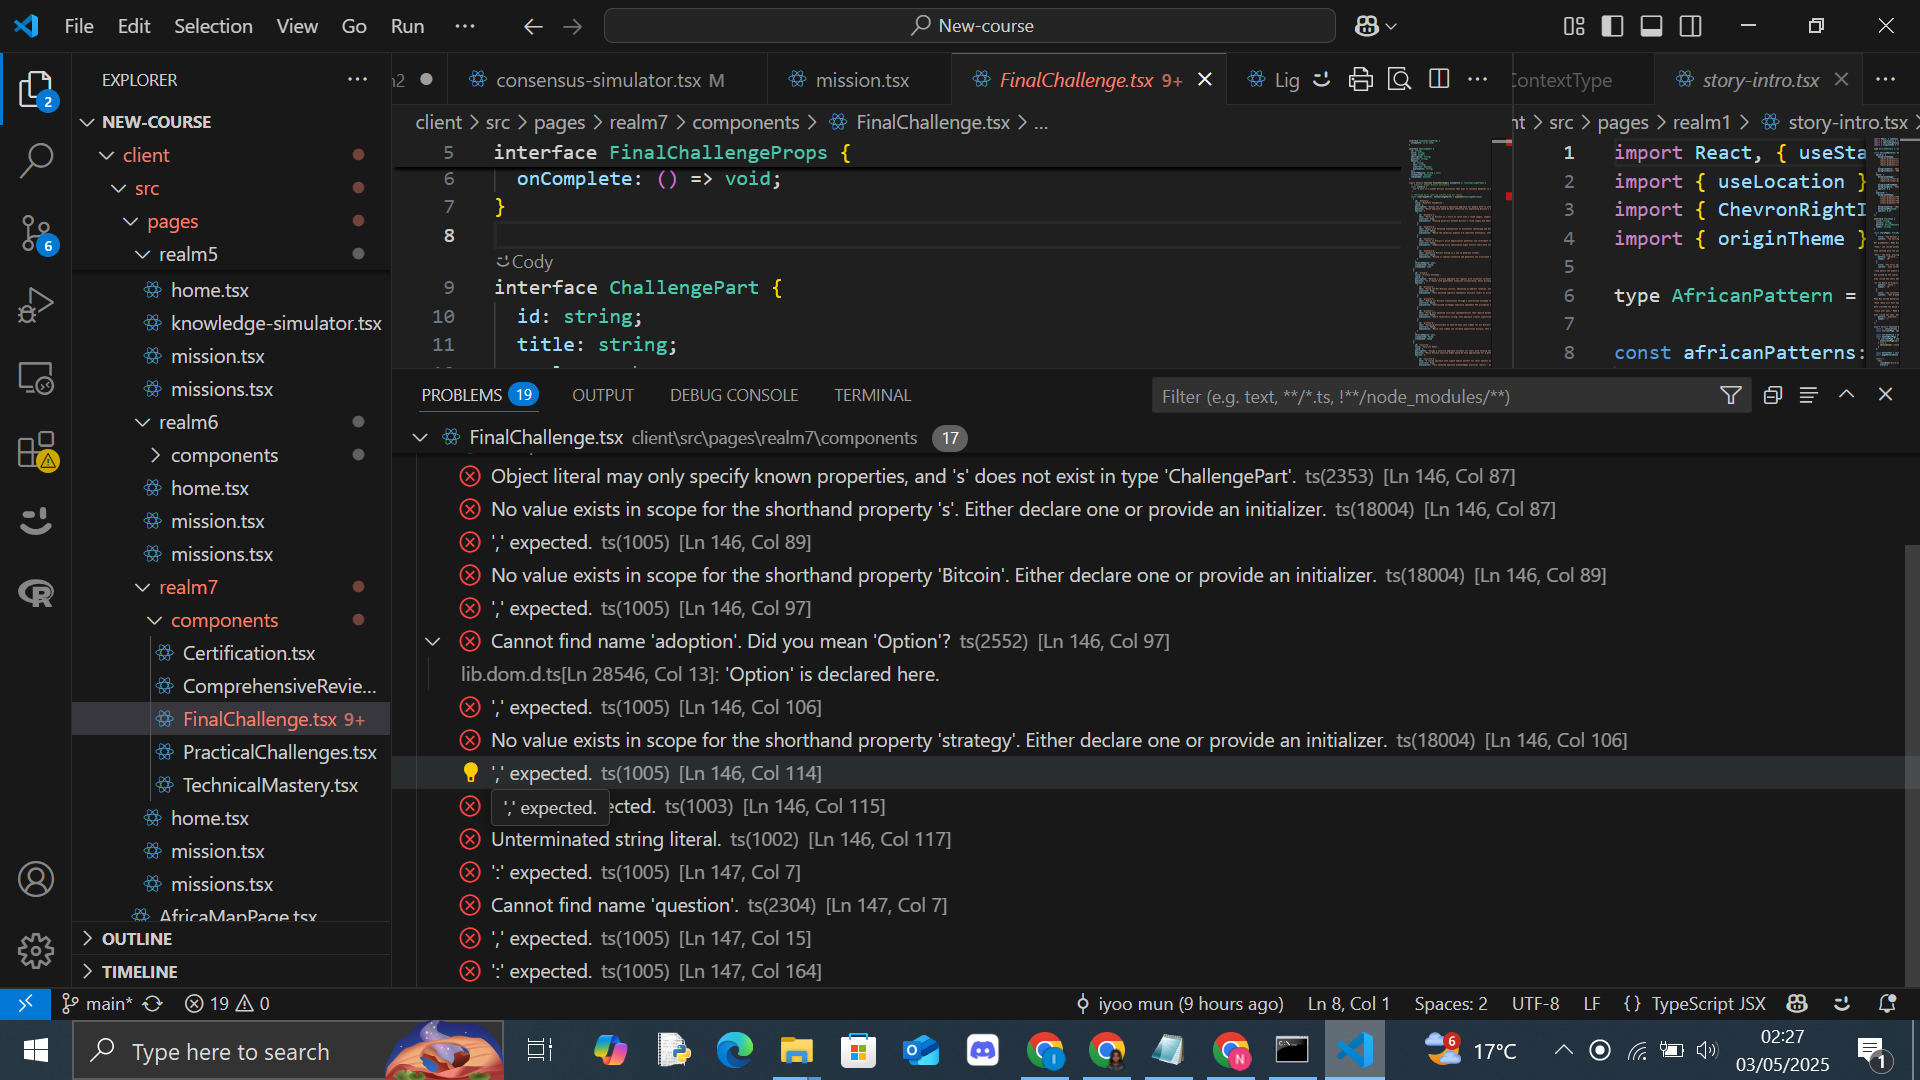 File Edit Selection View Go Run ···
New-course
EXPLORER ···
2
6
NEW-COURSE
client
src
pages
realm5
home.tsx
knowledge-simulator.tsx
mission.tsx
missions.tsx
realm6
components
home.tsx
mission.tsx
missions.tsx
realm7
components
Certification.tsx
ComprehensiveRevie...
FinalChallenge.tsx 9+
PracticalChallenges.tsx
TechnicalMastery.tsx
home.tsx
mission.tsx
missions.tsx
AfricaMapPage.tsx
OUTLINE
TIMELINE
consensus-simulator.tsx M
mission.tsx
FinalChallenge.tsx 9+
Lig
ContextType
story-intro.tsx
client > src > pages > realm7 > components > FinalChallenge.tsx > ...
5 interface FinalChallengeProps {
6 onComplete: () => void;
7 }
8
Cody
9 interface ChallengePart {
10 id: string;
11 title: string;
nt > src > pages > realm1 > story-intro.tsx >
1 import React, { useSta
2 import { useLocation }
3 import { ChevronRightI
4 import { originTheme }
5
6 type AfricanPattern =
7
8 const africanPatterns:
PROBLEMS 19 OUTPUT DEBUG CONSOLE TERMINAL
Filter (e.g. text, **/*.ts, !**/node_modules/**)
FinalChallenge.tsx client\src\pages\realm7\components 17
Object literal may only specify known properties, and 's' does not exist in type 'ChallengePart'. ts(2353) [Ln 146, Col 87]
No value exists in scope for the shorthand property 's'. Either declare one or provide an initializer. ts(18004) [Ln 146, Col 87]
',' expected. ts(1005) [Ln 146, Col 89]
No value exists in scope for the shorthand property 'Bitcoin'. Either declare one or provide an initializer. ts(18004) [Ln 146, Col 89]
',' expected. ts(1005) [Ln 146, Col 97]
Cannot find name 'adoption'. Did you mean 'Option'? ts(2552) [Ln 146, Col 97]
lib.dom.d.ts[Ln 28546, Col 13]: 'Option' is declared here.
',' expected. ts(1005) [Ln 146, Col 106]
No value exists in scope for the shorthand property 'strategy'. Either declare one or provide an initializer. ts(18004) [Ln 146, Col 106]
',' expected. ts(1005) [Ln 146, Col 114]
',' expected.
ected. ts(1003) [Ln 146, Col 115]
Unterminated string literal. ts(1002) [Ln 146, Col 117]
':' expected. ts(1005) [Ln 147, Col 7]
Cannot find name 'question'. ts(2304) [Ln 147, Col 7]
',' expected. ts(1005) [Ln 147, Col 15]
':' expected. ts(1005) [Ln 147, Col 164]
main* 19 0
iyoo mun (9 hours ago) Ln 8, Col 1 Spaces: 2 UTF-8 LF {} TypeScript JSX
Type here to search
6
17°C
02:27
03/05/2025
1